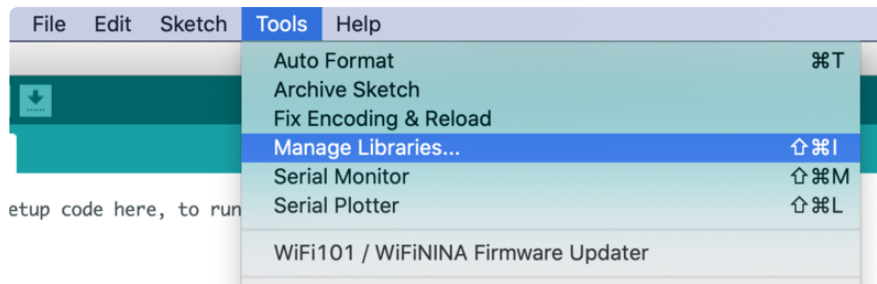 File Edit Sketch Tools Help
Auto Format ⌘T
Archive Sketch
Fix Encoding & Reload
Manage Libraries... ⇧⌘I
Serial Monitor ⇧⌘M
etup code here, to run
Serial Plotter ⇧⌘L
WiFi101 / WiFiNINA Firmware Updater